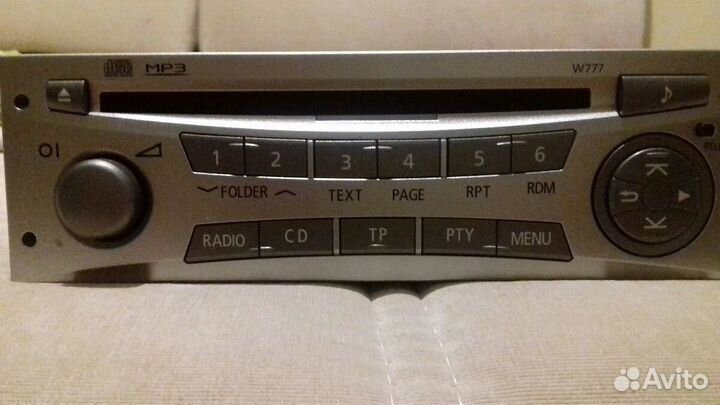 MP3
W777
1 2 3 4 5 6
FOLDER TEXT PAGE RPT RDM
RADIO CD TP PTY MENU
Avito